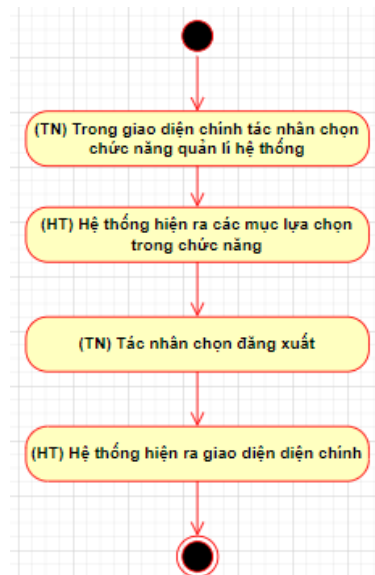 (TN) Trong giao diện chính tác nhân chọn
chức năng quản lí hệ thống
(HT) Hệ thống hiện ra các mục lựa chọn
trong chức năng
(TN) Tác nhân chọn đăng xuất
(HT) Hệ thống hiện ra giao diện diện chính